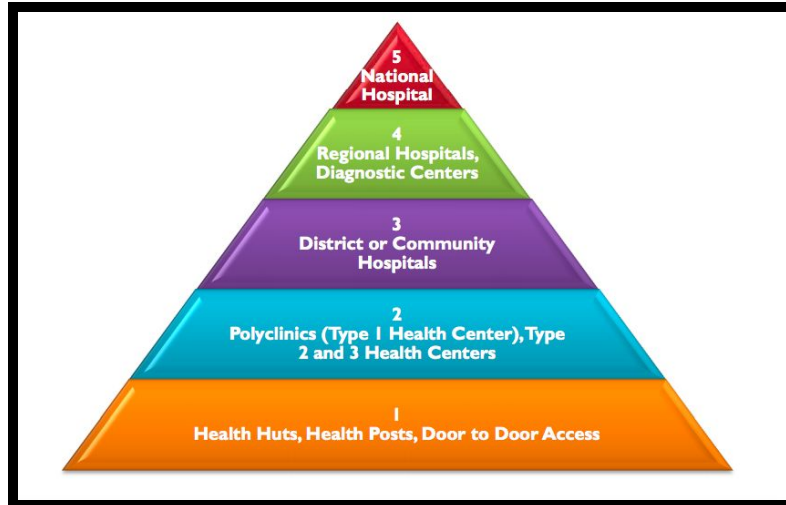 5
National
Hospital
4
Regional Hospitals,
Diagnostic Centers
3
District or Community
Hospitals
2
Polyclinics (Type 1 Health Center), Type
2 and 3 Health Centers
1
Health Huts, Health Posts, Door to Door Access